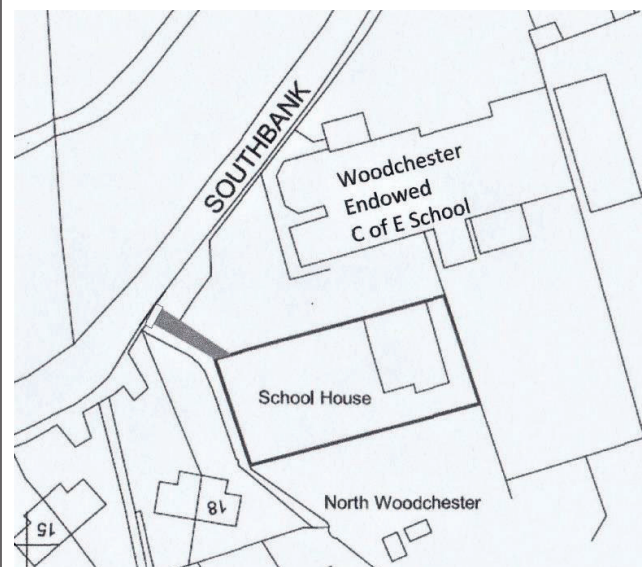 SOUTHBANK
Woodchester
Endowed
C of E School
School House
North Woodchester
18
15